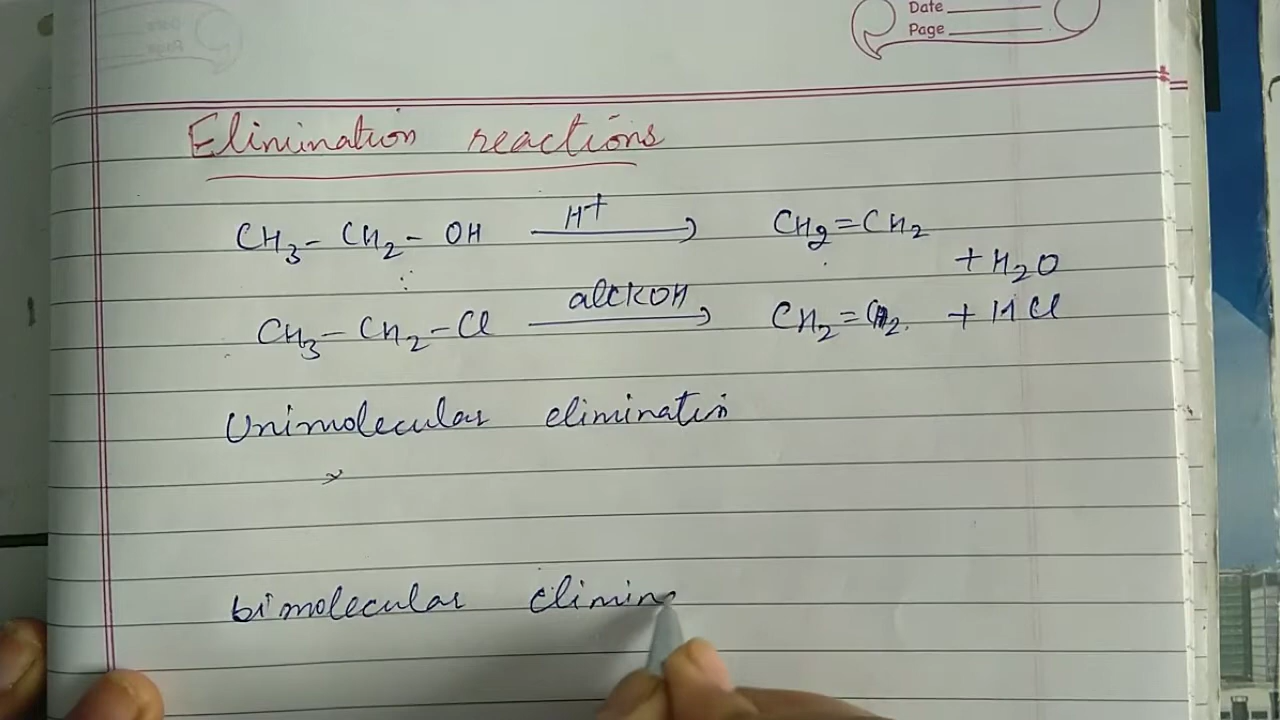 Date
Page
Elimination reactions
CH3 - CH2 - OH H+ → CH2 = CH2
+ H2O
CH3 - CH2 - Cl alcKOH → CH2 = CH2. + HCl
Unimolecular elimination
bimolecular elimin